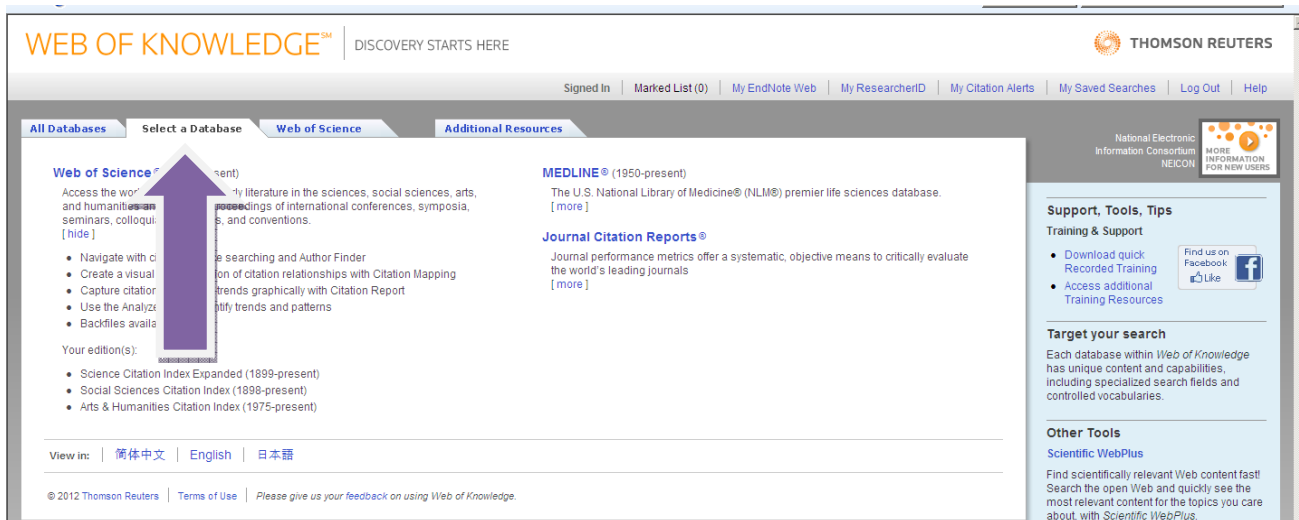 WEB OF KNOWLEDGE℠ | DISCOVERY STARTS HERE
THOMSON REUTERS
Signed In | Marked List (0) | My EndNote Web | My ResearcherID | My Citation Alerts | My Saved Searches | Log Out | Help
All Databases Select a Database Web of Science Additional Resources
National Electronic
Information Consortium
NEICON
MORE
INFORMATION
FOR NEW USERS
Web of Science®
Access the literature in the sciences, social sciences, arts,
and humanities proceedings of international conferences, symposia,
seminars, and conventions.
[ hide ]
• Navigate with searching and Author Finder
• Create a visual of citation relationships with Citation Mapping
• Capture citation trends graphically with Citation Report
• Use the Analyze trends and patterns
• Backfiles
Your edition(s):
• Science Citation Index Expanded (1899-present)
• Social Sciences Citation Index (1898-present)
• Arts & Humanities Citation Index (1975-present)
MEDLINE® (1950-present)
The U.S. National Library of Medicine® (NLM®) premier life sciences database.
[ more ]
Journal Citation Reports®
Journal performance metrics offer a systematic, objective means to critically evaluate
the world's leading journals
[ more ]
View in: | 简体中文 | English | 日本語
© 2012 Thomson Reuters | Terms of Use | Please give us your feedback on using Web of Knowledge.
Support, Tools, Tips
Training & Support
• Download quick
Recorded Training
• Access additional
Training Resources
Find us on
Facebook
Like
Target your search
Each database within Web of Knowledge
has unique content and capabilities,
including specialized search fields and
controlled vocabularies.
Other Tools
Scientific WebPlus
Find scientifically relevant Web content fast!
Search the open Web and quickly see the
most relevant content for the topics you care
about, with Scientific WebPlus.